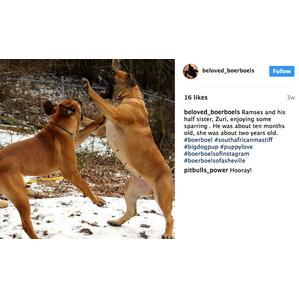 beloved_boerboels
Follow
16 likes
3w
beloved_boerboels Ramses and his
half sister, Zuri, enjoying some
sparring . He was about ten months
old, she was about two years old.
#boerboel #southafricanmastiff
#bigdogpup #puppylove
#boerboelsofinstagram
#boerboelsofasheville
pitbulls_power Hooray!